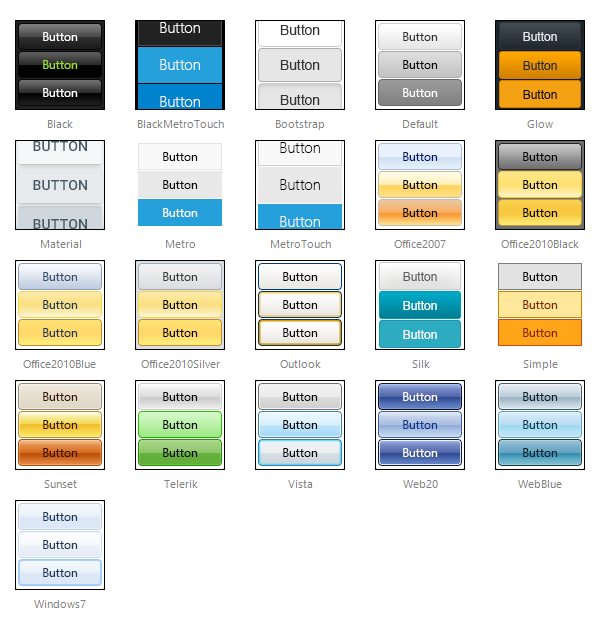 Button Button Button Button Button
Button Button Button Button Button
Button Button Button Button Button
Black BlackMetroTouch Bootstrap Default Glow
BUTTON Button Button Button Button
BUTTON Button Button Button Button
BUTTON Button Button Button Button
Material Metro MetroTouch Office2007 Office2010Black
Button Button Button Button Button
Button Button Button Button Button
Button Button Button Button Button
Office2010Blue Office2010Silver Outlook Silk Simple
Button Button Button Button Button
Button Button Button Button Button
Button Button Button Button Button
Sunset Telerik Vista Web20 WebBlue
Button
Button
Button
Windows7